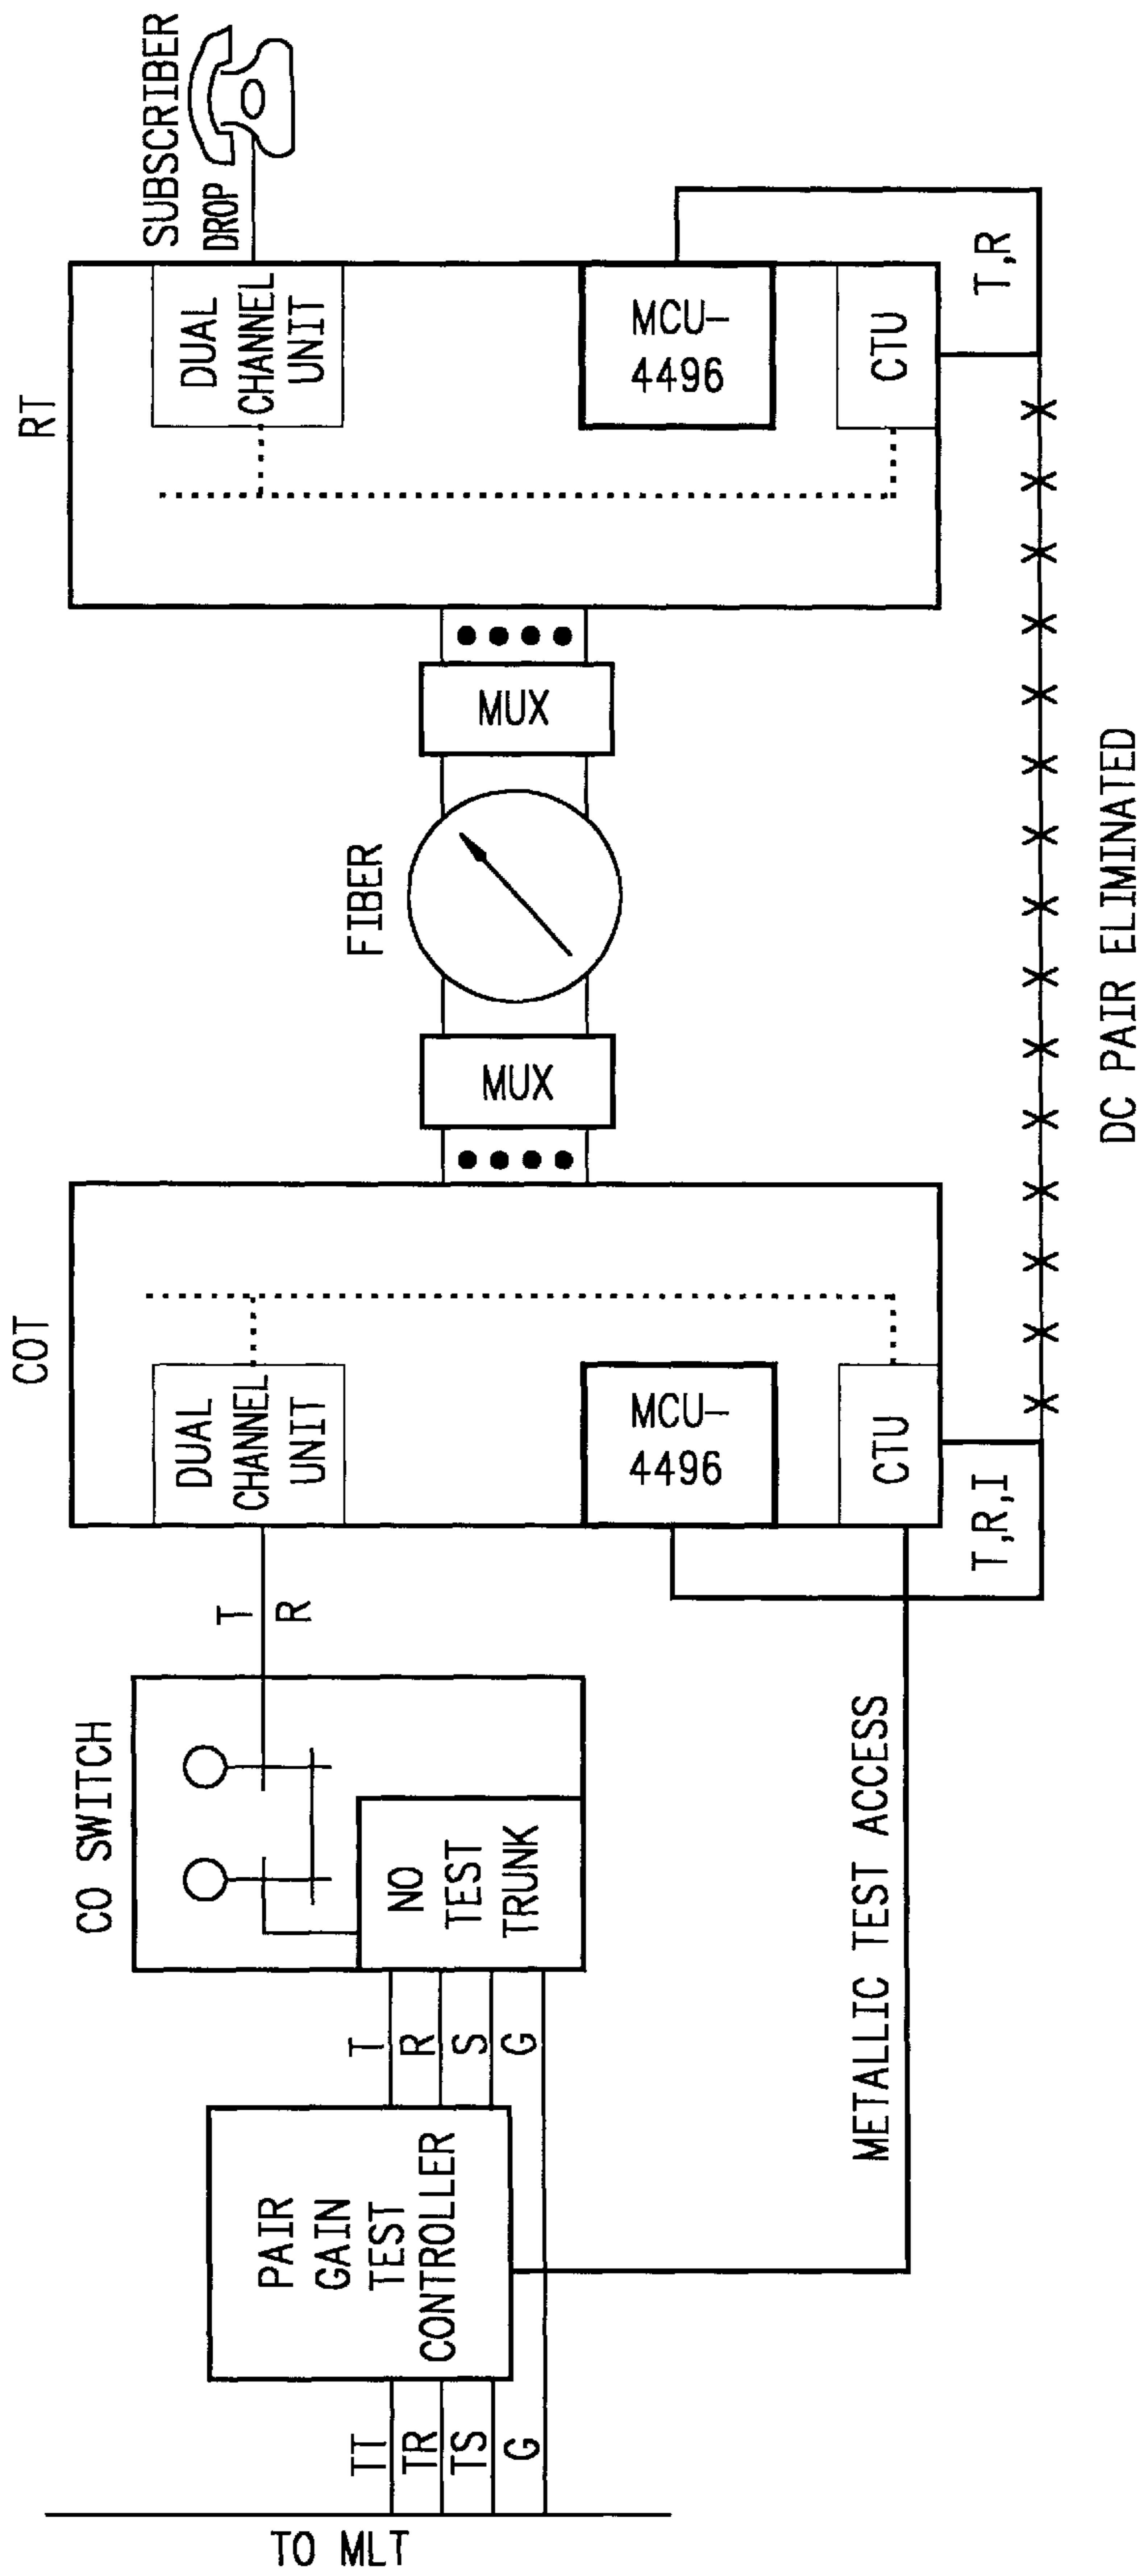 TO MLT
TT
TR
TS
G
PAIR
GAIN
TEST
CONTROLLER
T
R
S
G
CO SWITCH
NO
TEST
TRUNK
METALLIC TEST ACCESS
T
R
COT
DUAL
CHANNEL
UNIT
MCU-
4496
CTU
T,R,I
MUX
FIBER
MUX
DC PAIR ELIMINATED
RT
DUAL
CHANNEL
UNIT
MCU-
4496
CTU
T,R
SUBSCRIBER
DROP